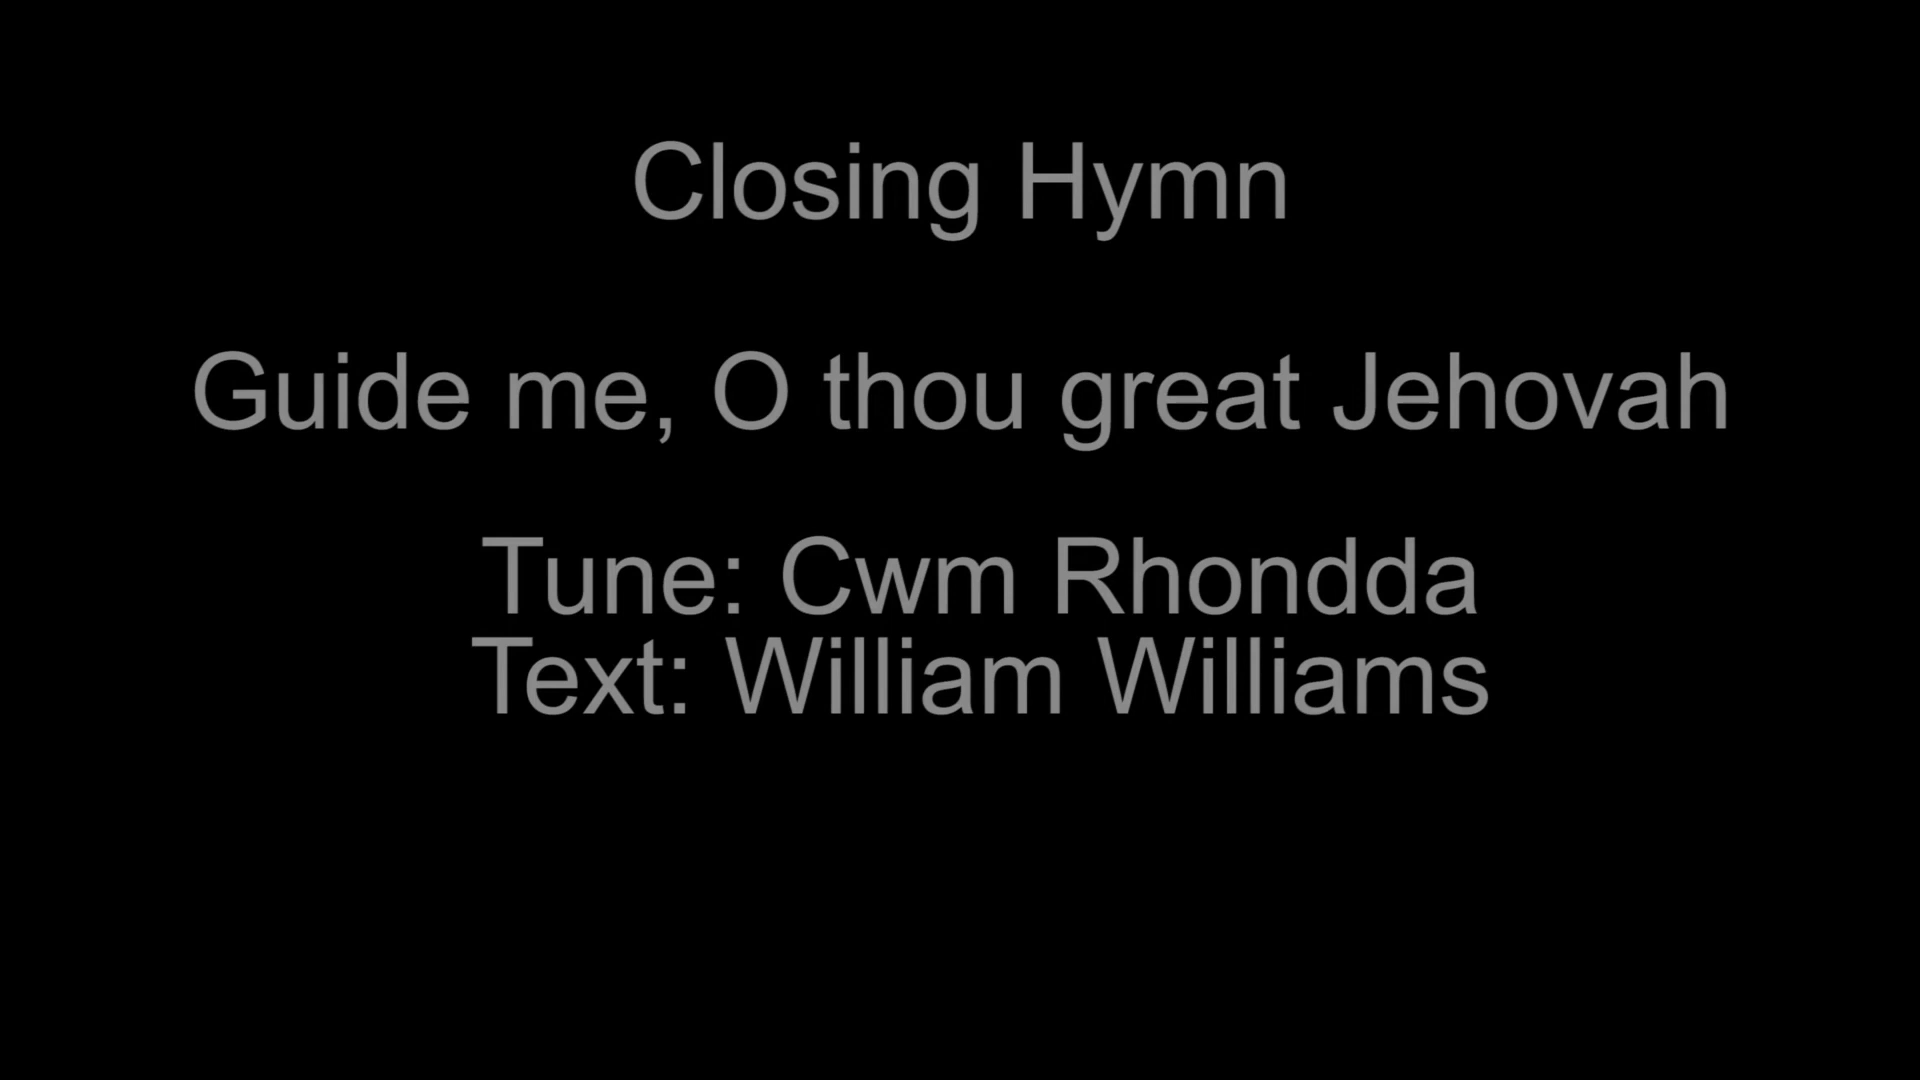 Closing Hymn
Guide me, O thou great Jehovah
Tune: Cwm Rhondda
Text: William Williams